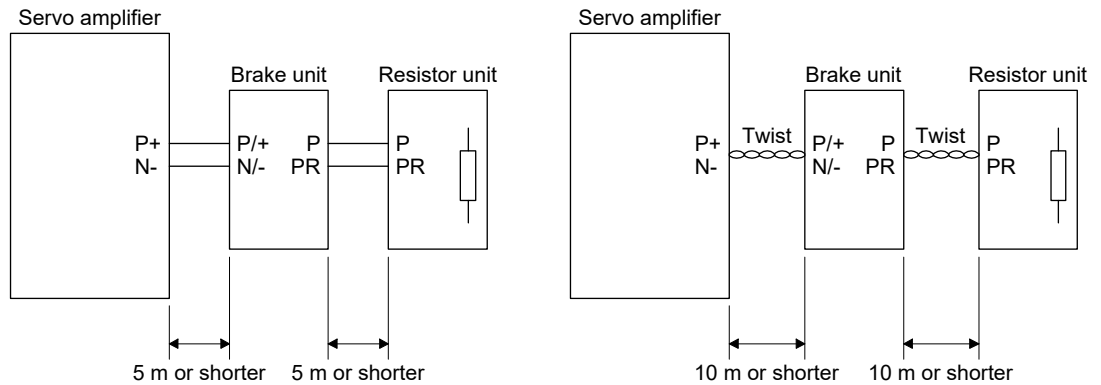 Servo amplifier
Brake unit
Resistor unit
P+
N-
P/+
N/-
P
PR
P
PR
5 m or shorter
5 m or shorter
Servo amplifier
Brake unit
Resistor unit
P+
N-
Twist
P/+
N/-
P
PR
Twist
P
PR
10 m or shorter
10 m or shorter